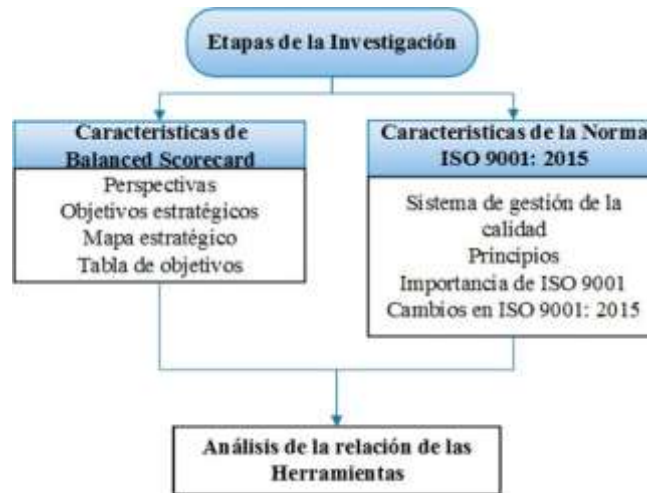 Etapas de la Investigación
Caracteristicas de
Balanced Scorecard
Perspectivas
Objetivos estratégicos
Mapa estratégico
Tabla de objetivos
Caracteristicas de la Norma
ISO 9001: 2015
Sistema de gestión de la
calidad
Principios
Importancia de ISO 9001
Cambios en ISO 9001: 2015
Análisis de la relación de las
Herramientas